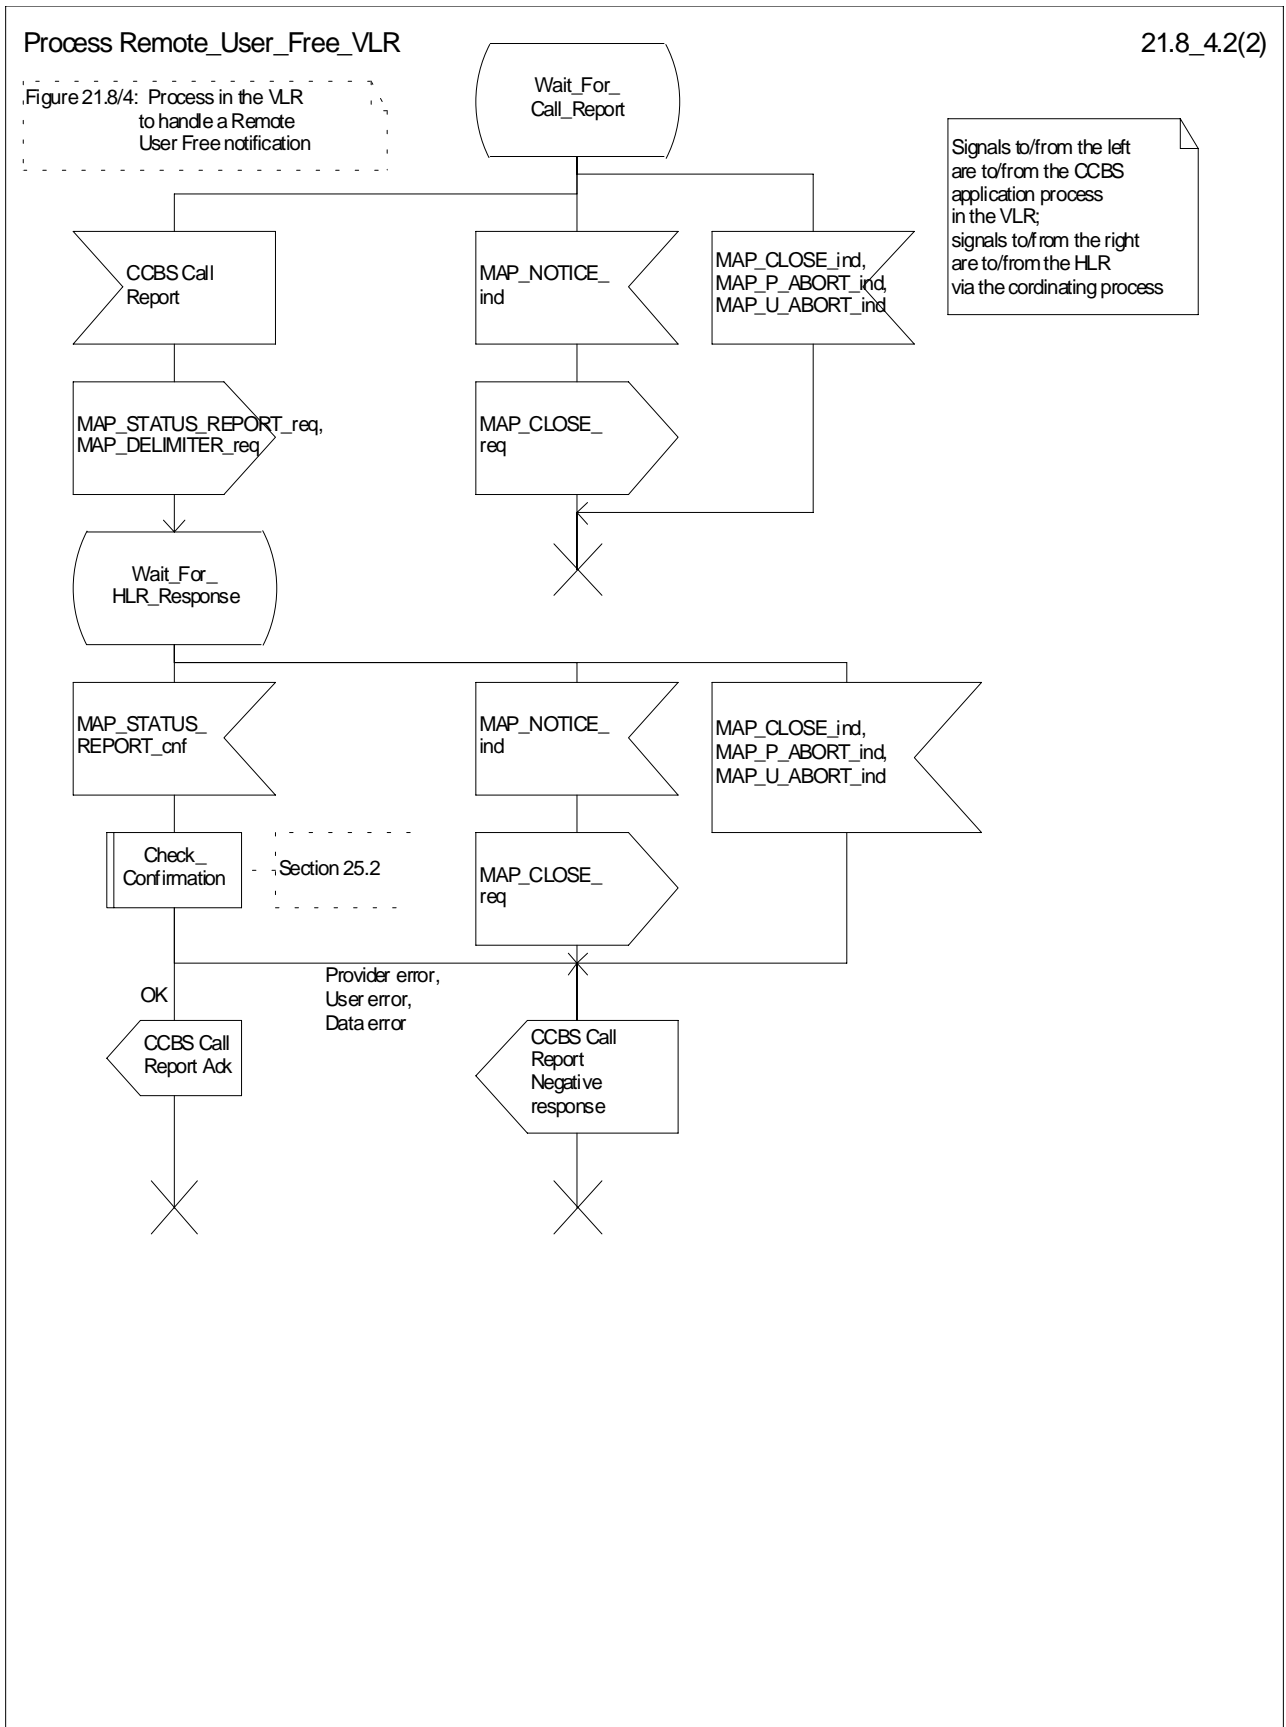 Process Remote_User_Free_VLR
21.8_4.2(2)
Figure 21.8/4: Process in the VLR
to handle a Remote
User Free notification
Wait_For_
Call_Report
Signals to/from the left
are to/from the CCBS
application process
in the VLR;
signals to/from the right
are to/from the HLR
via the cordinating process
CCBS Call
Report
MAP_NOTICE_
ind
MAP_CLOSE_ind,
MAP_P_ABORT_ind,
MAP_U_ABORT_ind
MAP_STATUS_REPORT_req,
MAP_DELIMITER_req
MAP_CLOSE_
req
Wait_For_
HLR_Response
MAP_STATUS_
REPORT_cnf
MAP_NOTICE_
ind
MAP_CLOSE_ind,
MAP_P_ABORT_ind,
MAP_U_ABORT_ind
Check_
Confirmation
Section 25.2
MAP_CLOSE_
req
Provider error,
User error,
Data error
OK
CCBS Call
Report Ack
CCBS Call
Report
Negative
response